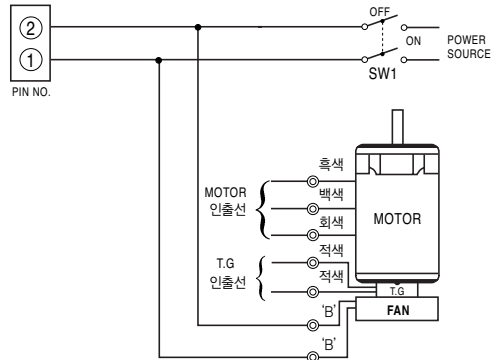 OFF
②
ON
POWER
SOURCE
①
SW1
PIN NO.
흑색
MOTOR
인출선
백색
회색
MOTOR
T.G
인출선
적색
적색
T.G
'B'
FAN
'B'